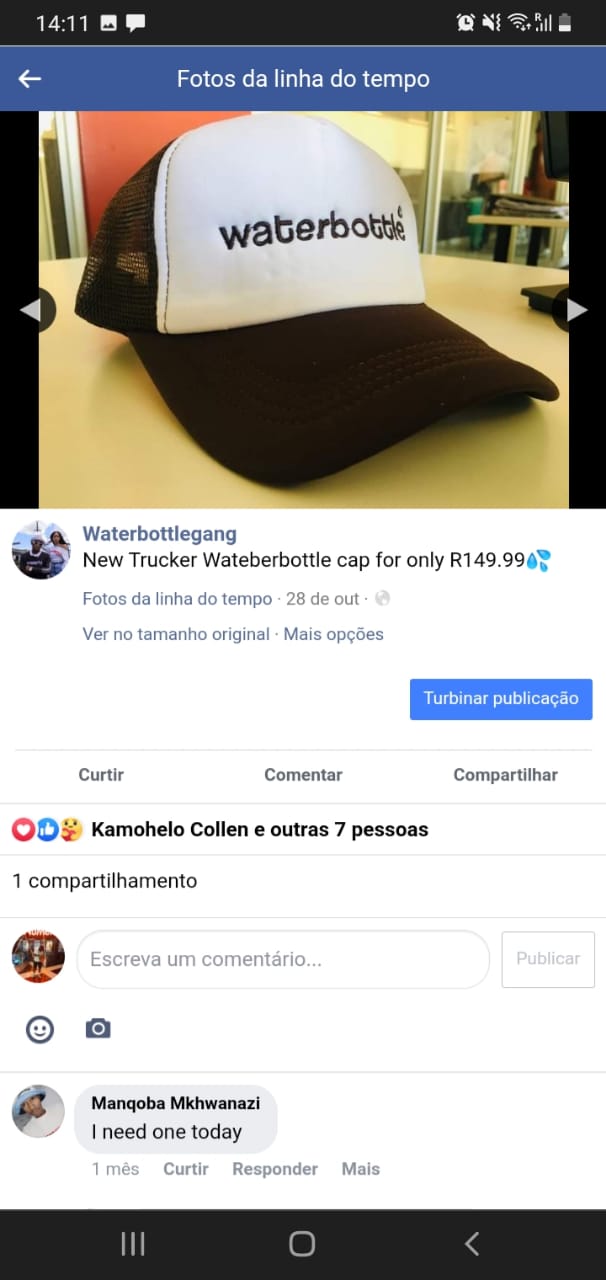 14:11
R
Fotos da linha do tempo
waterbottle
Waterbottlegang
New Trucker Wateberbottle cap for only R149.99💦
Fotos da linha do tempo · 28 de out ·
Ver no tamanho original · Mais opções
Turbinar publicação
Curtir Comentar Compartilhar
Kamohelo Collen e outras 7 pessoas
1 compartilhamento
Escreva um comentário...
Publicar
Manqoba Mkhwanazi
I need one today
1 mês Curtir Responder Mais